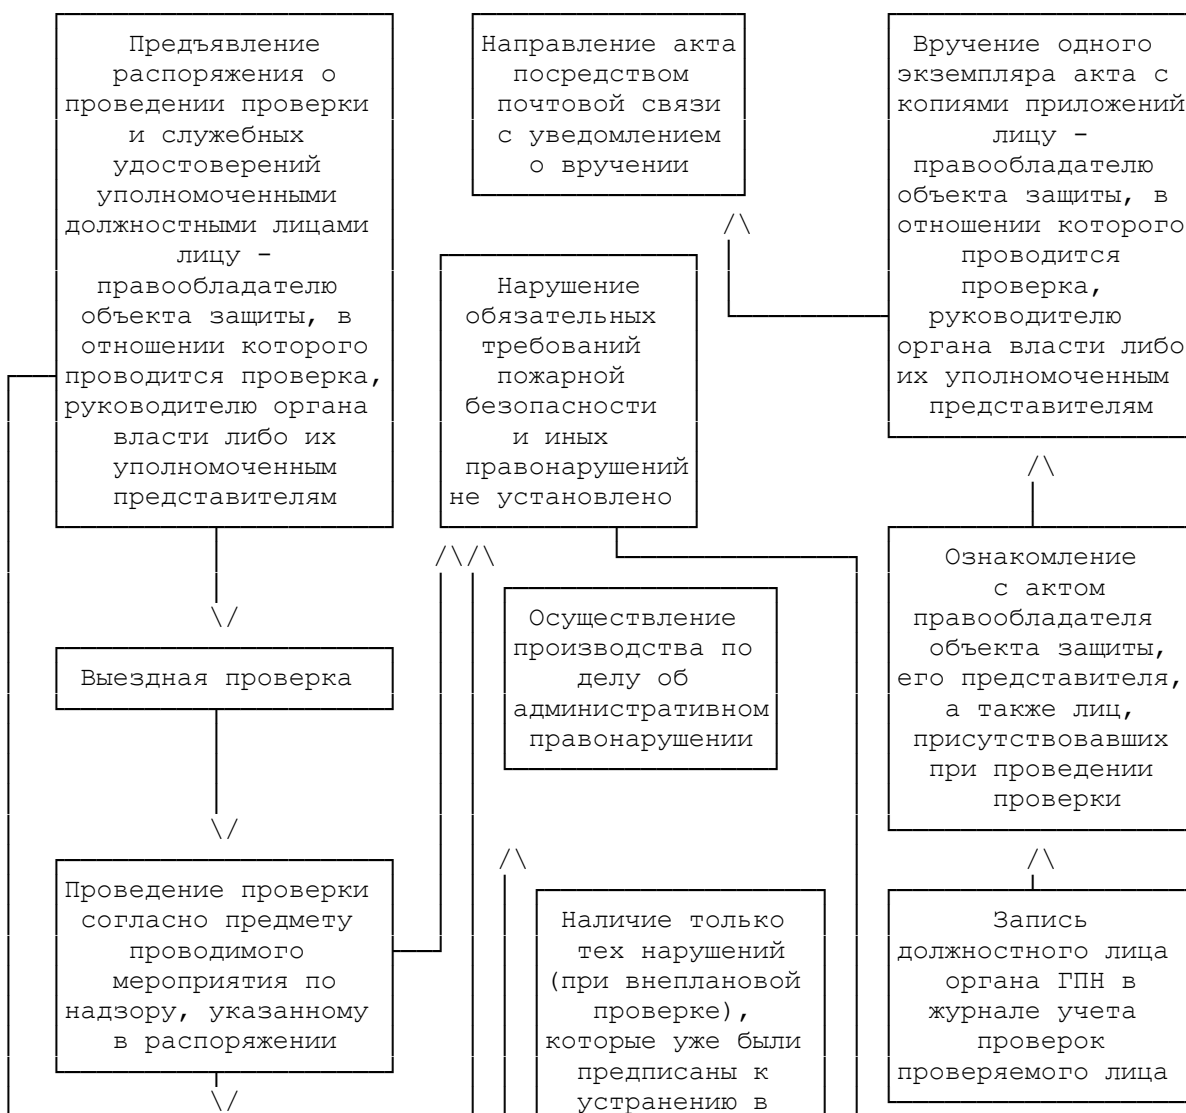 Предъявление
распоряжения о
проведении проверки
и служебных
удостоверений
уполномоченными
должностными лицами
лицу -
правообладателю
объекта защиты, в
отношении которого
проводится проверка,
руководителю органа
власти либо их
уполномоченным
представителям
Выездная проверка
Проведение проверки
согласно предмету
проводимого
мероприятия по
надзору, указанному
в распоряжении
Направление акта
посредством
почтовой связи
с уведомлением
о вручении
Нарушение
обязательных
требований
пожарной
безопасности
и иных
правонарушений
не установлено
Осуществление
производства по
делу об
административном
правонарушении
Наличие только
тех нарушений
(при внеплановой
проверке),
которые уже были
предписаны к
устранению в
Вручение одного
экземпляра акта с
копиями приложений
лицу -
правообладателю
объекта защиты, в
отношении которого
проводится
проверка,
руководителю
органа власти либо
их уполномоченным
представителям
Ознакомление
с актом
правообладателя
объекта защиты,
его представителя,
а также лиц,
присутствовавших
при проведении
проверки
Запись
должностного лица
органа ГПН в
журнале учета
проверок
проверяемого лица